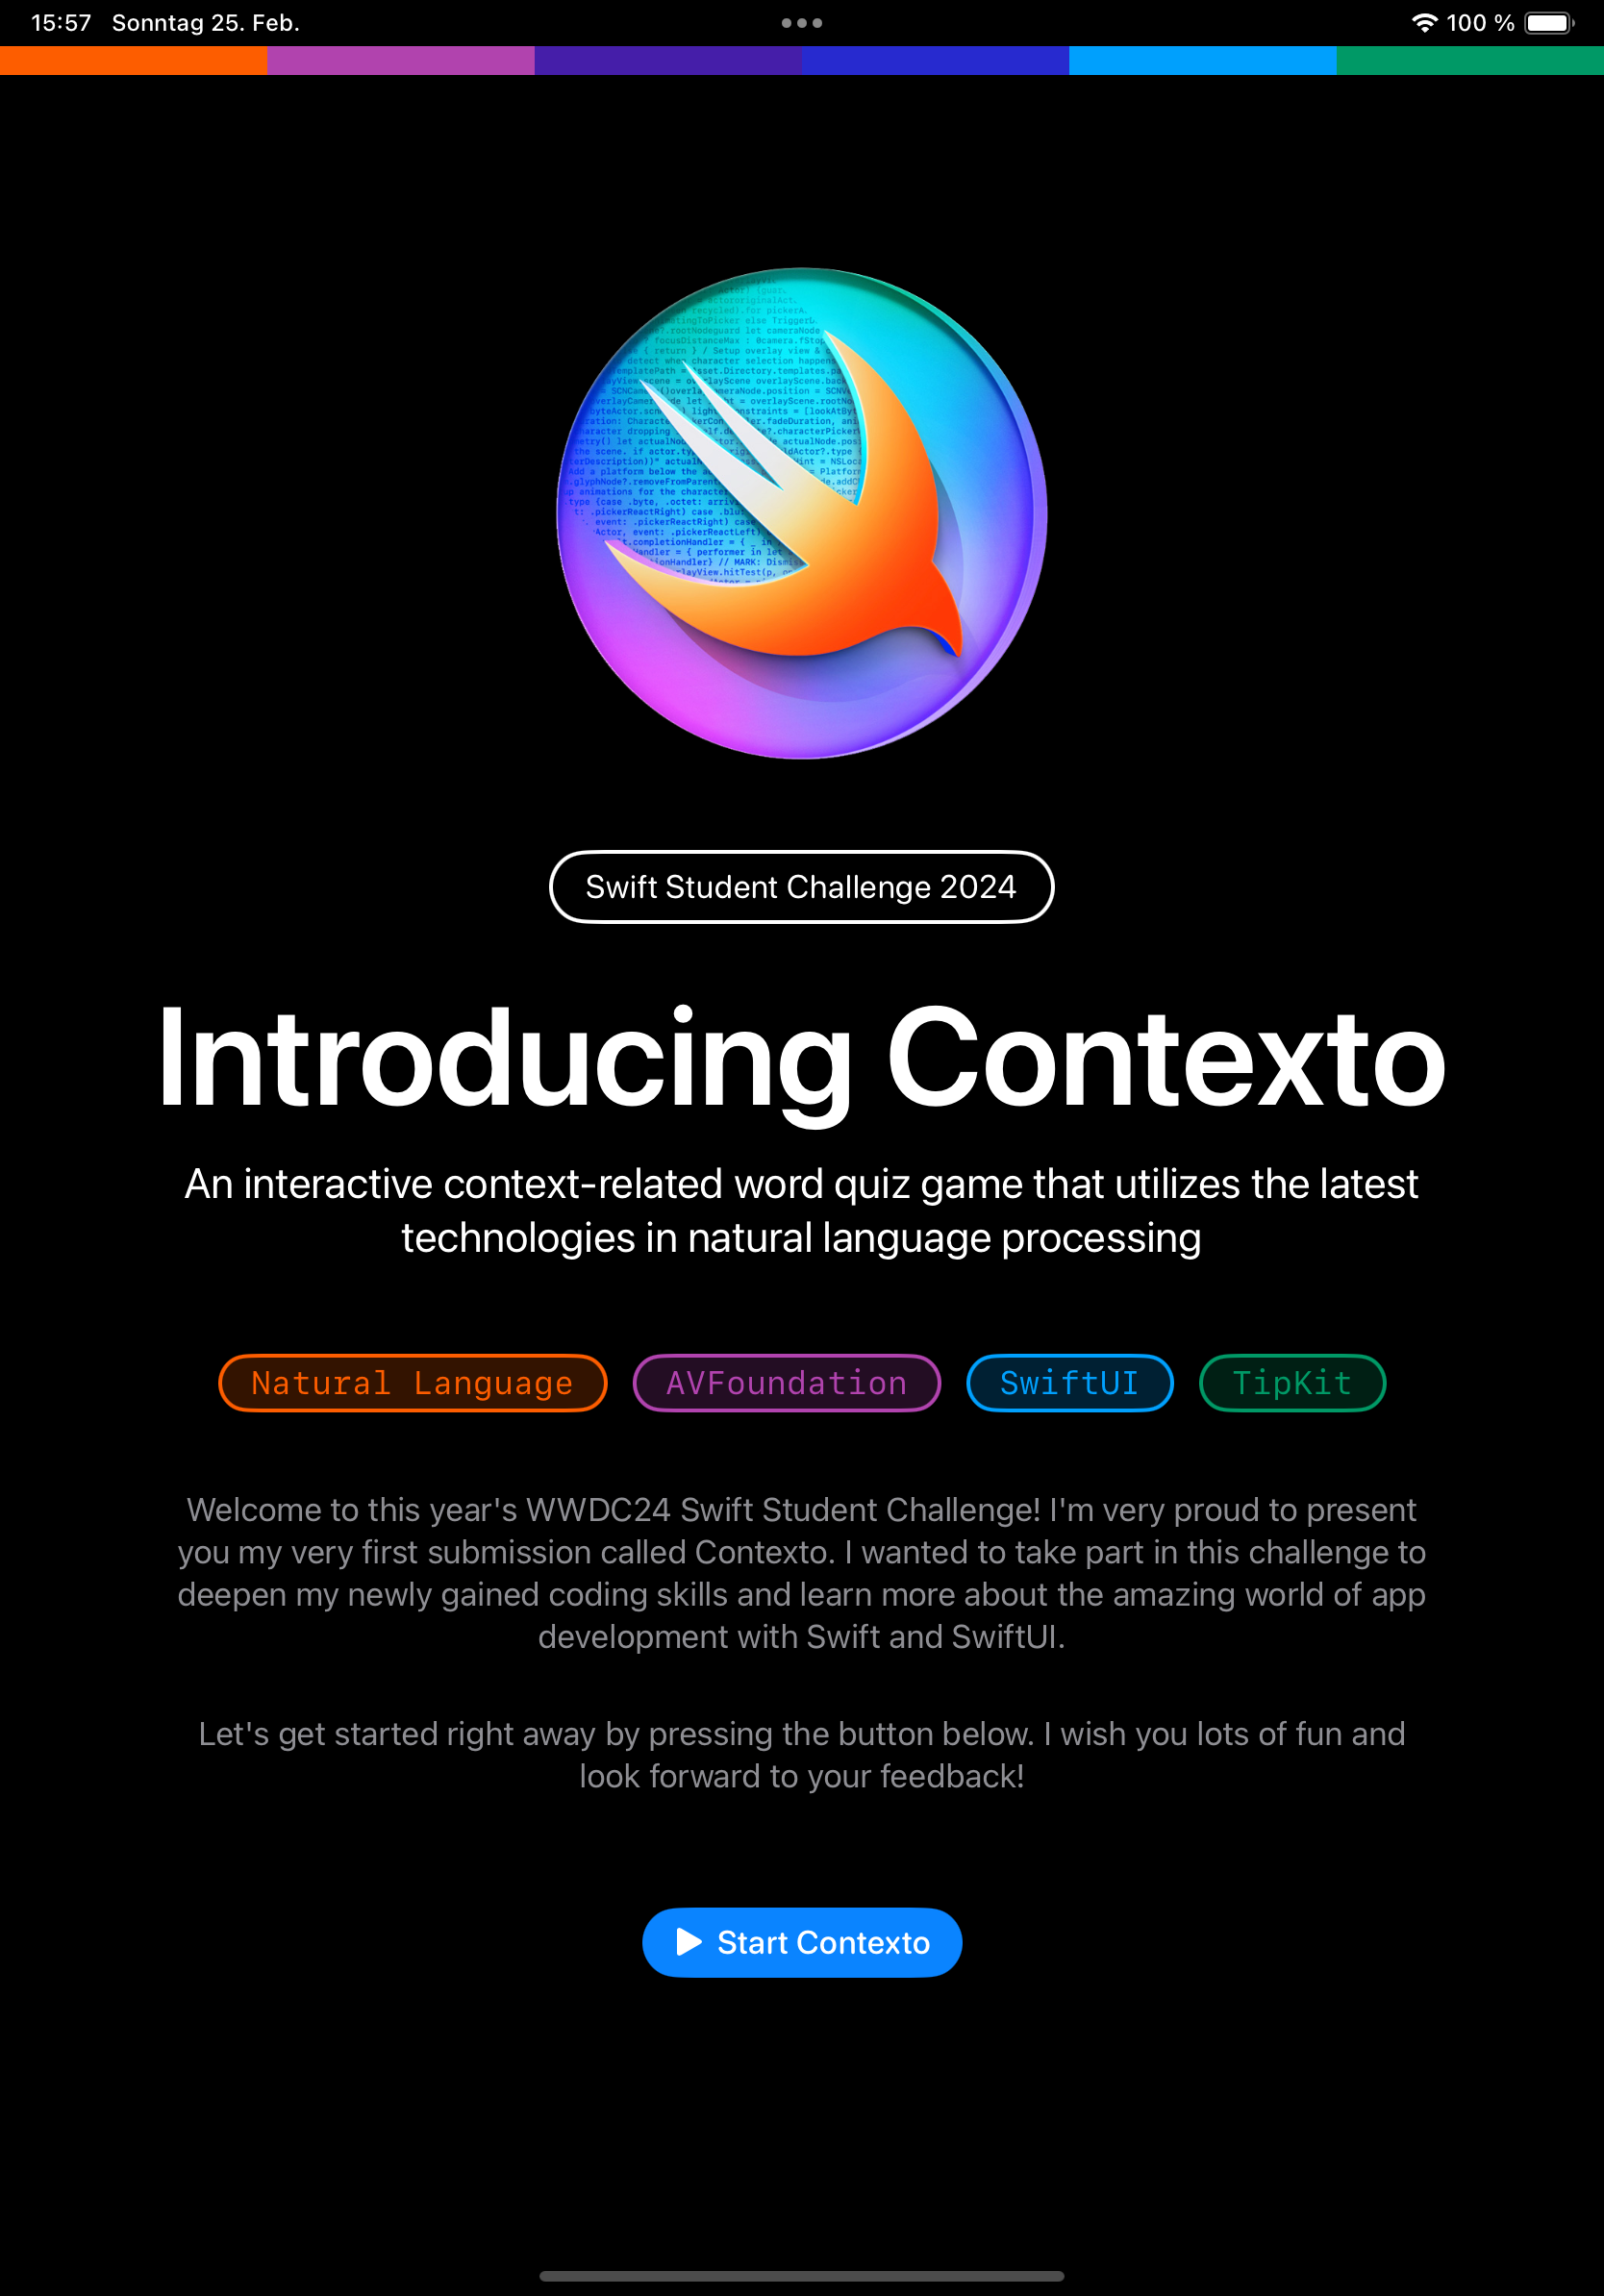 15:57 Sonntag 25. Feb.
100 %
Swift Student Challenge 2024
Introducing Contexto
An interactive context-related word quiz game that utilizes the latest
technologies in natural language processing
Natural Language AVFoundation SwiftUI TipKit
Welcome to this year's WWDC24 Swift Student Challenge! I'm very proud to present
you my very first submission called Contexto. I wanted to take part in this challenge to
deepen my newly gained coding skills and learn more about the amazing world of app
development with Swift and SwiftUI.
Let's get started right away by pressing the button below. I wish you lots of fun and
look forward to your feedback!
Start Contexto